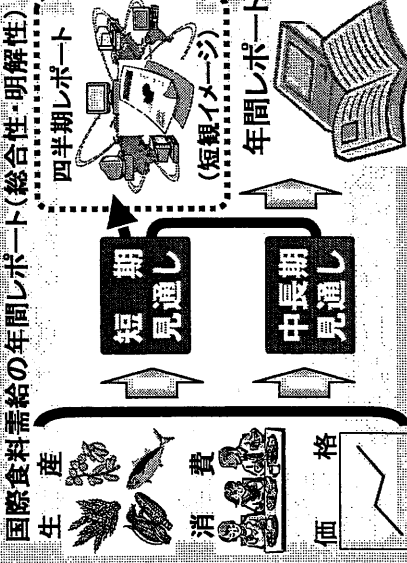 国際食料需給の年間レポート(総合性・明解性)
生産
消費
価格
短期
見通し
中長期
見通し
四半期レポート
(短観イメージ)
年間レポート